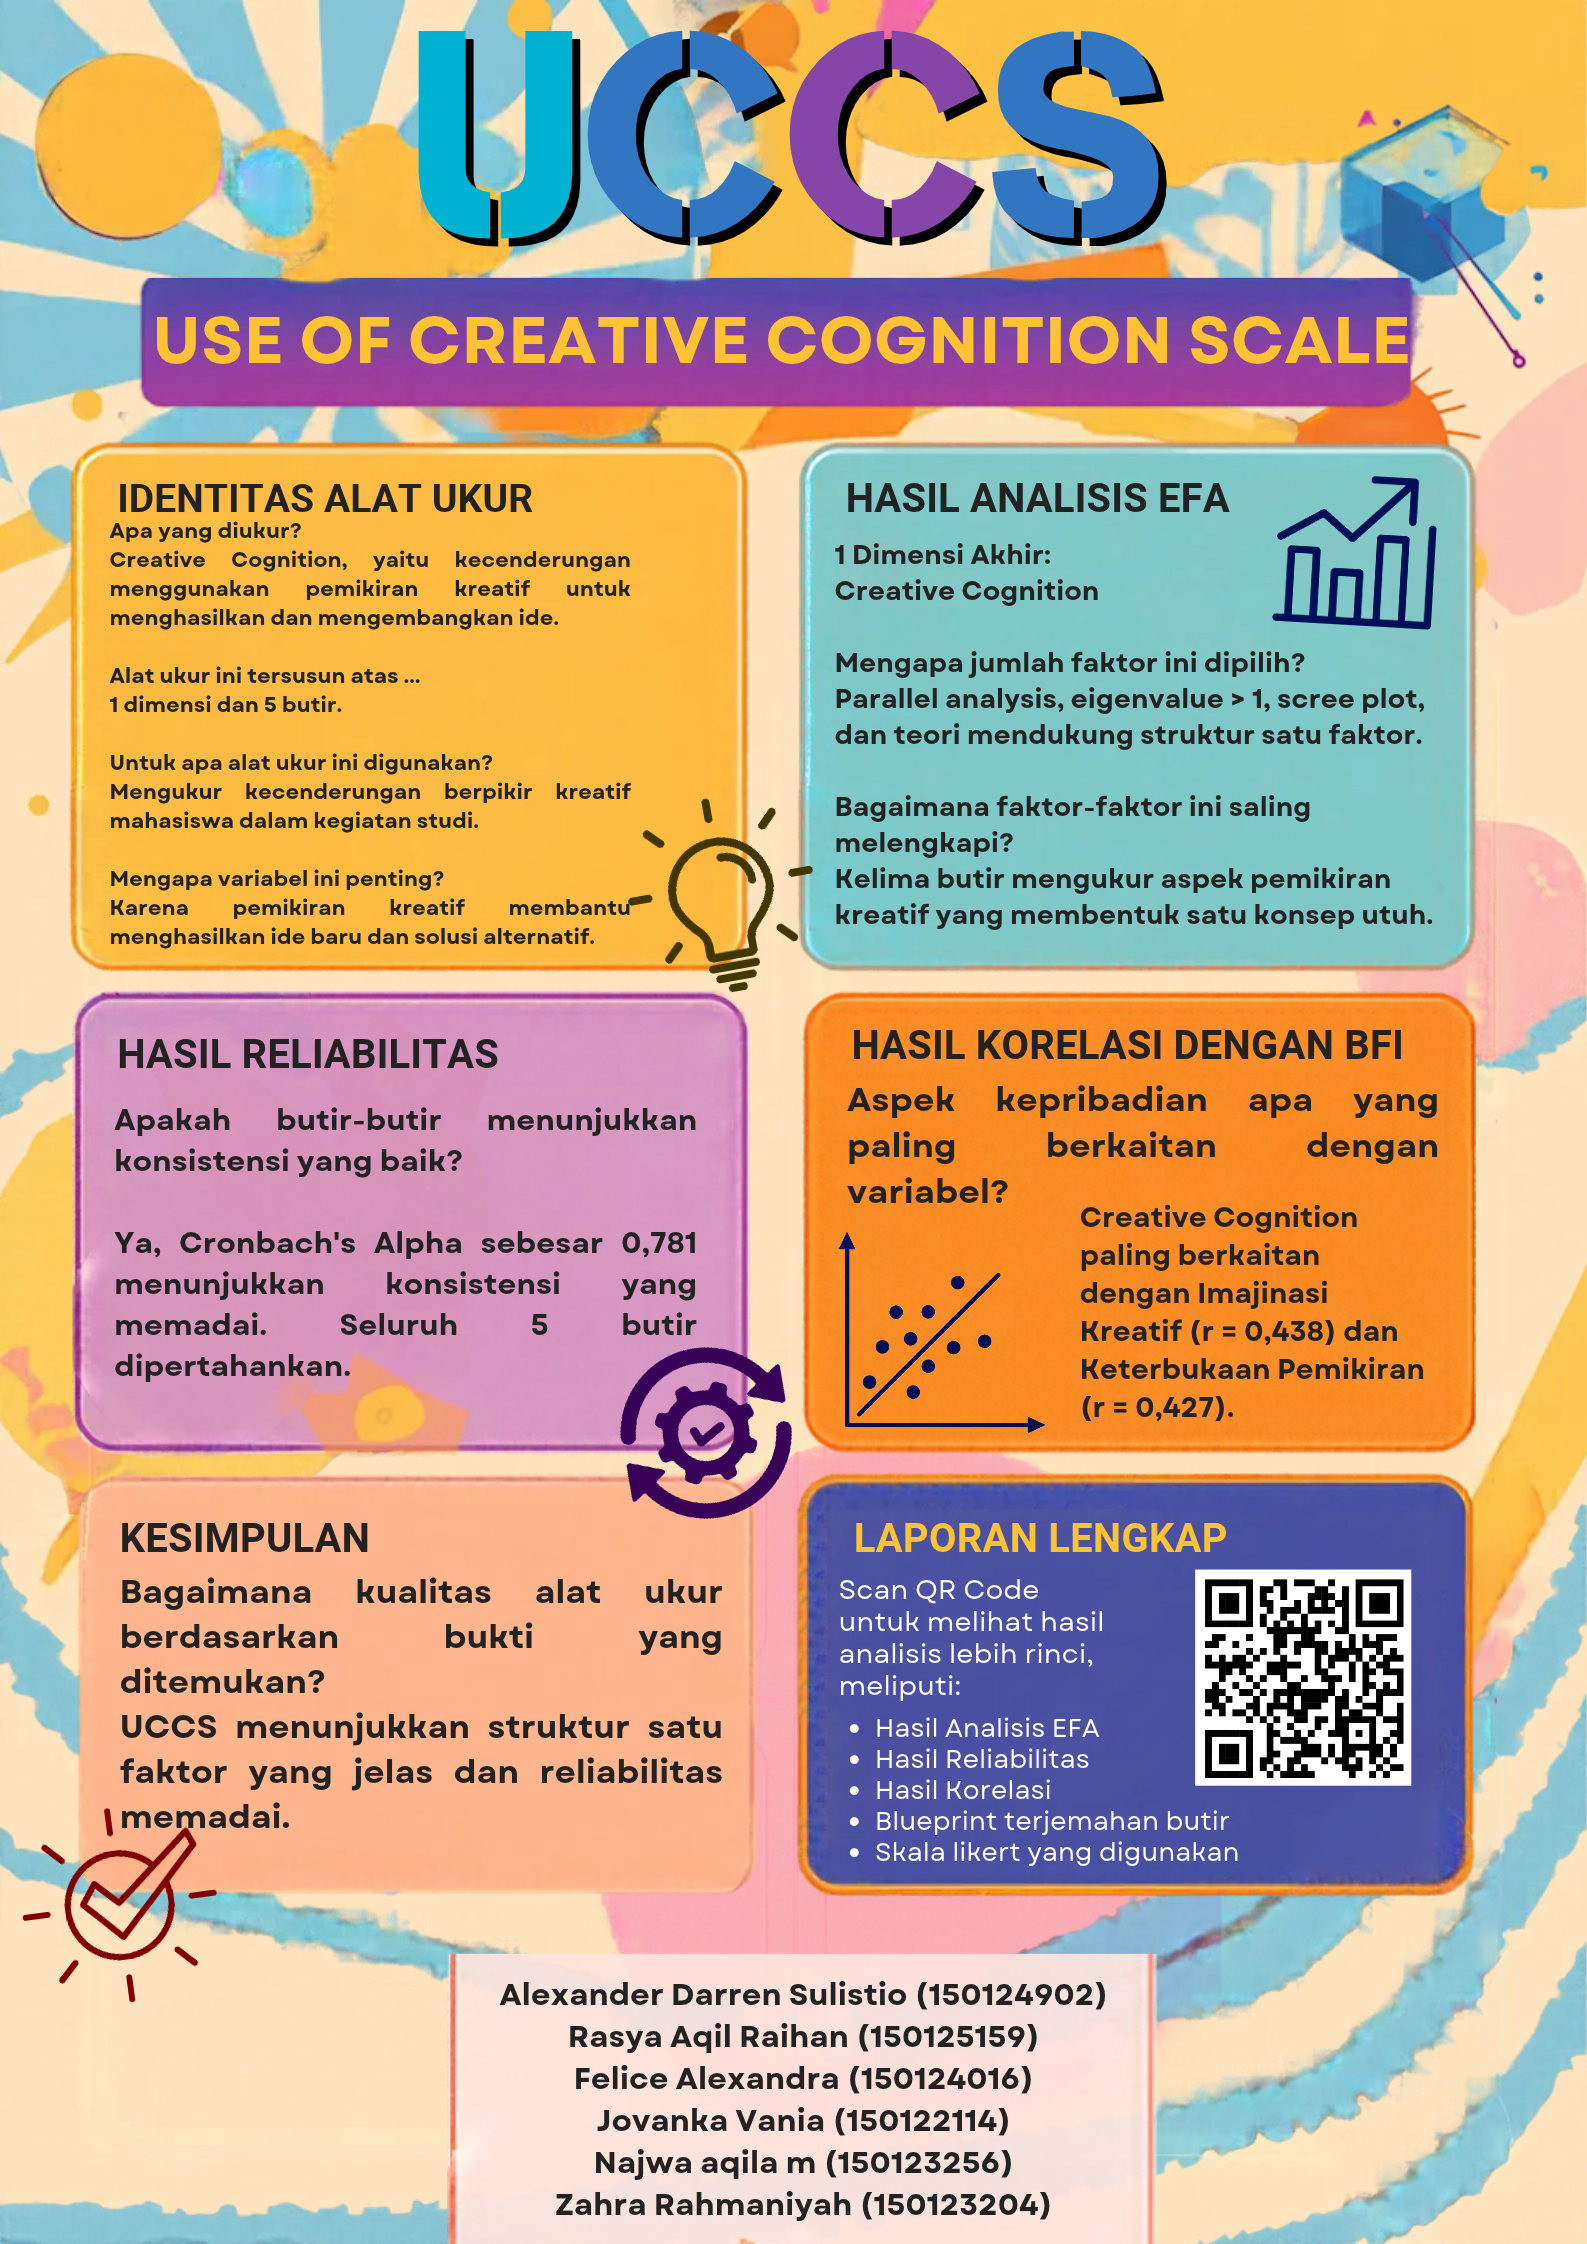 UCCS
USE OF CREATIVE COGNITION SCALE
IDENTITAS ALAT UKUR
Apa yang diukur?
Creative Cognition, yaitu kecenderungan
menggunakan pemikiran kreatif untuk
menghasilkan dan mengembangkan ide.
Alat ukur ini tersusun atas ...
1 dimensi dan 5 butir.
Untuk apa alat ukur ini digunakan?
Mengukur kecenderungan berpikir kreatif
mahasiswa dalam kegiatan studi.
Mengapa variabel ini penting?
Karena pemikiran kreatif membantu
menghasilkan ide baru dan solusi alternatif.
HASIL ANALISIS EFA
1 Dimensi Akhir:
Creative Cognition
Mengapa jumlah faktor ini dipilih?
Parallel analysis, eigenvalue > 1, scree plot,
dan teori mendukung struktur satu faktor.
Bagaimana faktor-faktor ini saling
melengkapi?
Kelima butir mengukur aspek pemikiran
kreatif yang membentuk satu konsep utuh.
HASIL RELIABILITAS
Apakah butir-butir menunjukkan
konsistensi yang baik?
Ya, Cronbach's Alpha sebesar 0,781
menunjukkan konsistensi yang
memadai. Seluruh 5 butir
dipertahankan.
HASIL KORELASI DENGAN BFI
Aspek kepribadian apa yang
paling berkaitan dengan
variabel?
Creative Cognition
paling berkaitan
dengan Imajinasi
Kreatif (r = 0,438) dan
Keterbukaan Pemikiran
(r = 0,427).
KESIMPULAN
Bagaimana kualitas alat ukur
berdasarkan bukti yang
ditemukan?
UCCS menunjukkan struktur satu
faktor yang jelas dan reliabilitas
memadai.
LAPORAN LENGKAP
Scan QR Code
untuk melihat hasil
analisis lebih rinci,
meliputi:
• Hasil Analisis EFA
• Hasil Reliabilitas
• Hasil Korelasi
• Blueprint terjemahan butir
• Skala likert yang digunakan
Alexander Darren Sulistio (150124902)
Rasya Aqil Raihan (150125159)
Felice Alexandra (150124016)
Jovanka Vania (150122114)
Najwa aqila m (150123256)
Zahra Rahmaniyah (150123204)